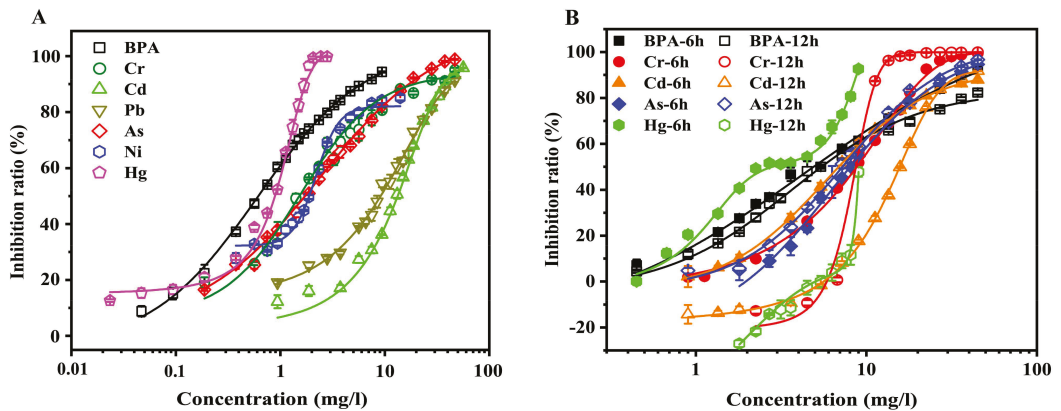 A
BPA
Cr
Cd
Pb
As
Ni
Hg
Inhibition ratio (%)
100
80
60
40
20
0
0.01 0.1 1 10 100
Concentration (mg/l)
B
BPA-6h BPA-12h
Cr-6h Cr-12h
Cd-6h Cd-12h
As-6h As-12h
Hg-6h Hg-12h
Inhibition ratio (%)
100
80
60
40
20
0
-20
1 10 100
Concentration (mg/l)